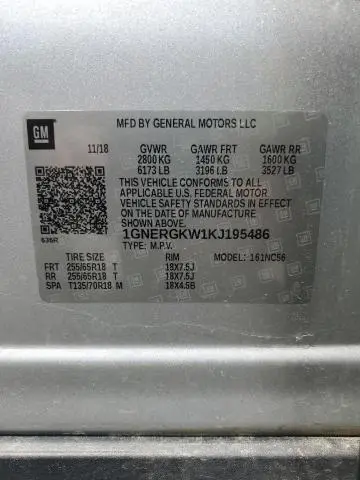 GM
MFD BY GENERAL MOTORS LLC
11/18 GVWR GAWR FRT GAWR RR
2800 KG 1450 KG 1600 KG
6173 LB 3196 LB 3527 LB
THIS VEHICLE CONFORMS TO ALL
APPLICABLE U.S. FEDERAL MOTOR
VEHICLE SAFETY STANDARDS IN EFFECT
ON THE DATE OF MANUFACTURE
SHOWN ABOVE.
636R
1GNERGKW1KJ195486
TYPE: M.P.V.
TIRE SIZE RIM MODEL: 161NC56
FRT 255/65R18 T 18X7.5J
RR 255/65R18 T 18X7.5J
SPA T135/70R18 M 18X4.5B